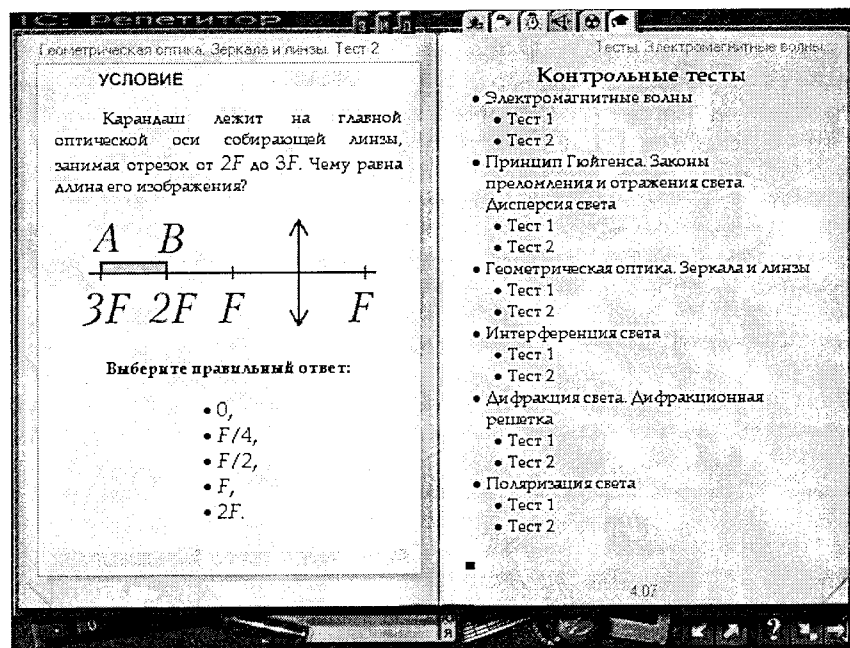 1С: Репетитор
Геометрическая оптика. Зеркала и линзы. Тест 2
УСЛОВИЕ
Карандаш лежит на главной
оптической оси собирающей линзы,
занимая отрезок от 2F до 3F. Чему равна
длина его изображения?
A B
3F 2F F F
Выберите правильный ответ:
• 0,
• F/4,
• F/2,
• F,
• 2F.
Тесты. Электромагнитные волны...
Контрольные тесты
• Электромагнитные волны
• Тест 1
• Тест 2
• Принцип Гюйгенса. Законы
преломления и отражения света.
Дисперсия света
• Тест 1
• Тест 2
• Геометрическая оптика. Зеркала и линзы
• Тест 1
• Тест 2
• Интерференция света
• Тест 1
• Тест 2
• Дифракция света. Дифракционная
решетка
• Тест 1
• Тест 2
• Поляризация света
• Тест 1
• Тест 2
4.07
Я
?